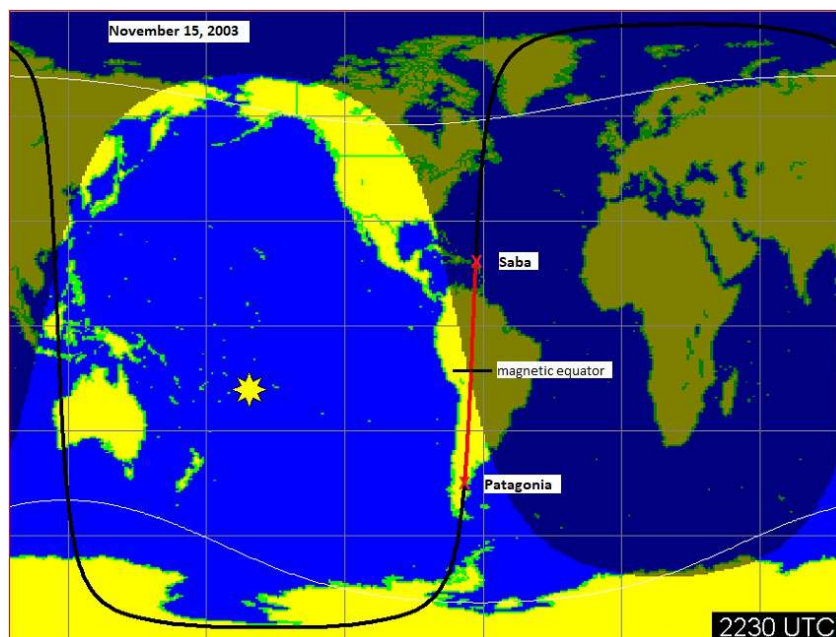 November 15, 2003
Saba
magnetic equator
Patagonia
2230 UTC